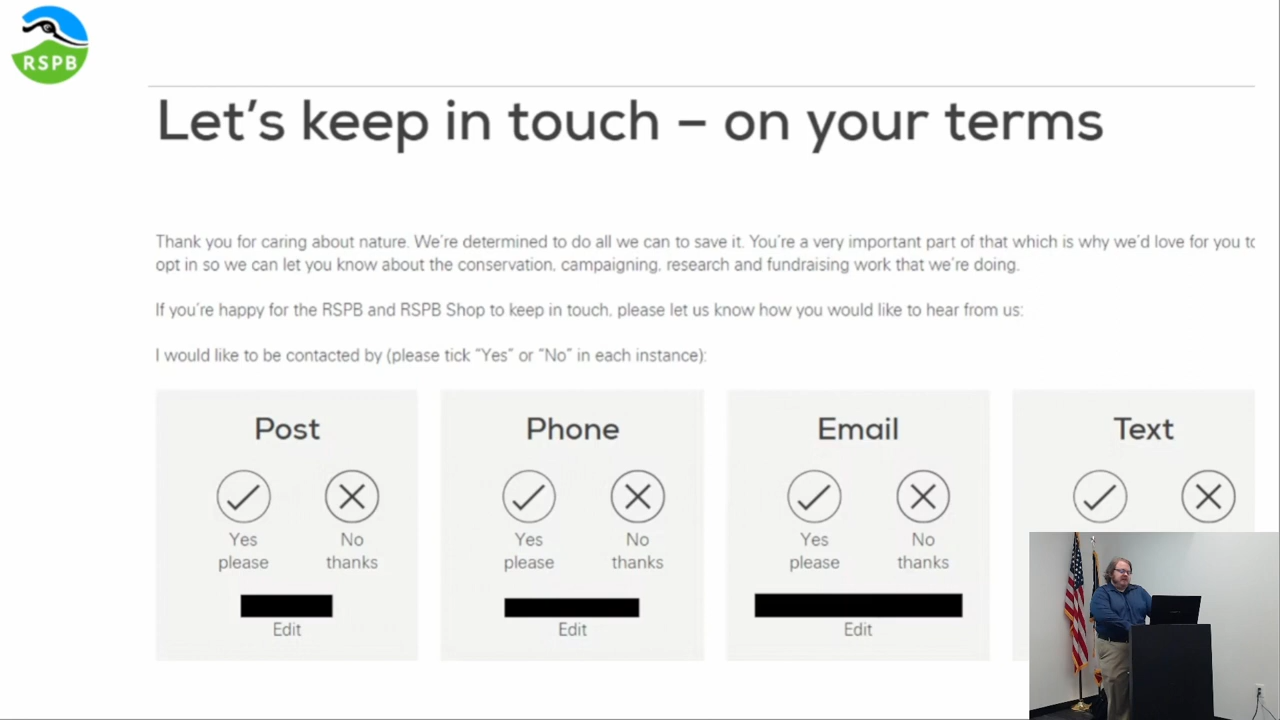 RSPB
Let's keep in touch – on your terms
Thank you for caring about nature. We're determined to do all we can to save it. You're a very important part of that which is why we'd love for you to
opt in so we can let you know about the conservation, campaigning, research and fundraising work that we're doing.
If you're happy for the RSPB and RSPB Shop to keep in touch, please let us know how you would like to hear from us:
I would like to be contacted by (please tick "Yes" or "No" in each instance):
Post Phone Email Text
Yes No Yes No Yes No
please thanks please thanks please thanks
Edit Edit Edit